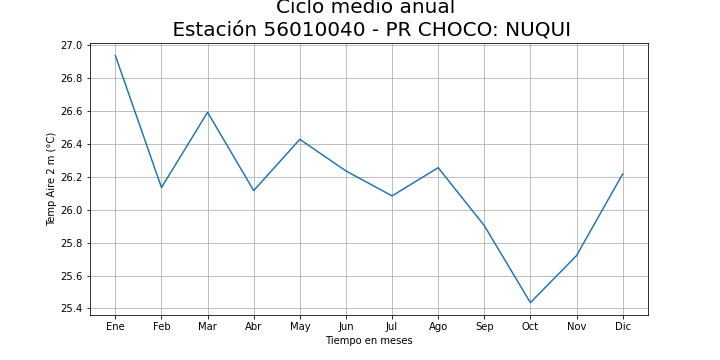 Ciclo medio anual
Estación 56010040 - PR CHOCO: NUQUI
27.0
26.8
26.6
26.4
26.2
26.0
25.8
25.6
25.4
Temp Aire 2 m (°C)
Ene Feb Mar Abr May Jun Jul Ago Sep Oct Nov Dic
Tiempo en meses